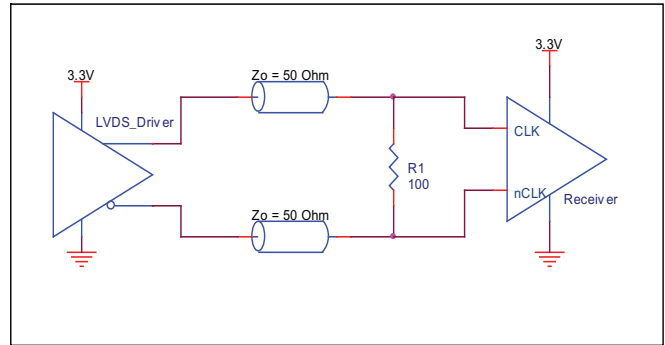 3.3V
LVDS_Driver
Zo = 50 Ohm
Zo = 50 Ohm
R1
100
3.3V
CLK
nCLK
Receiver